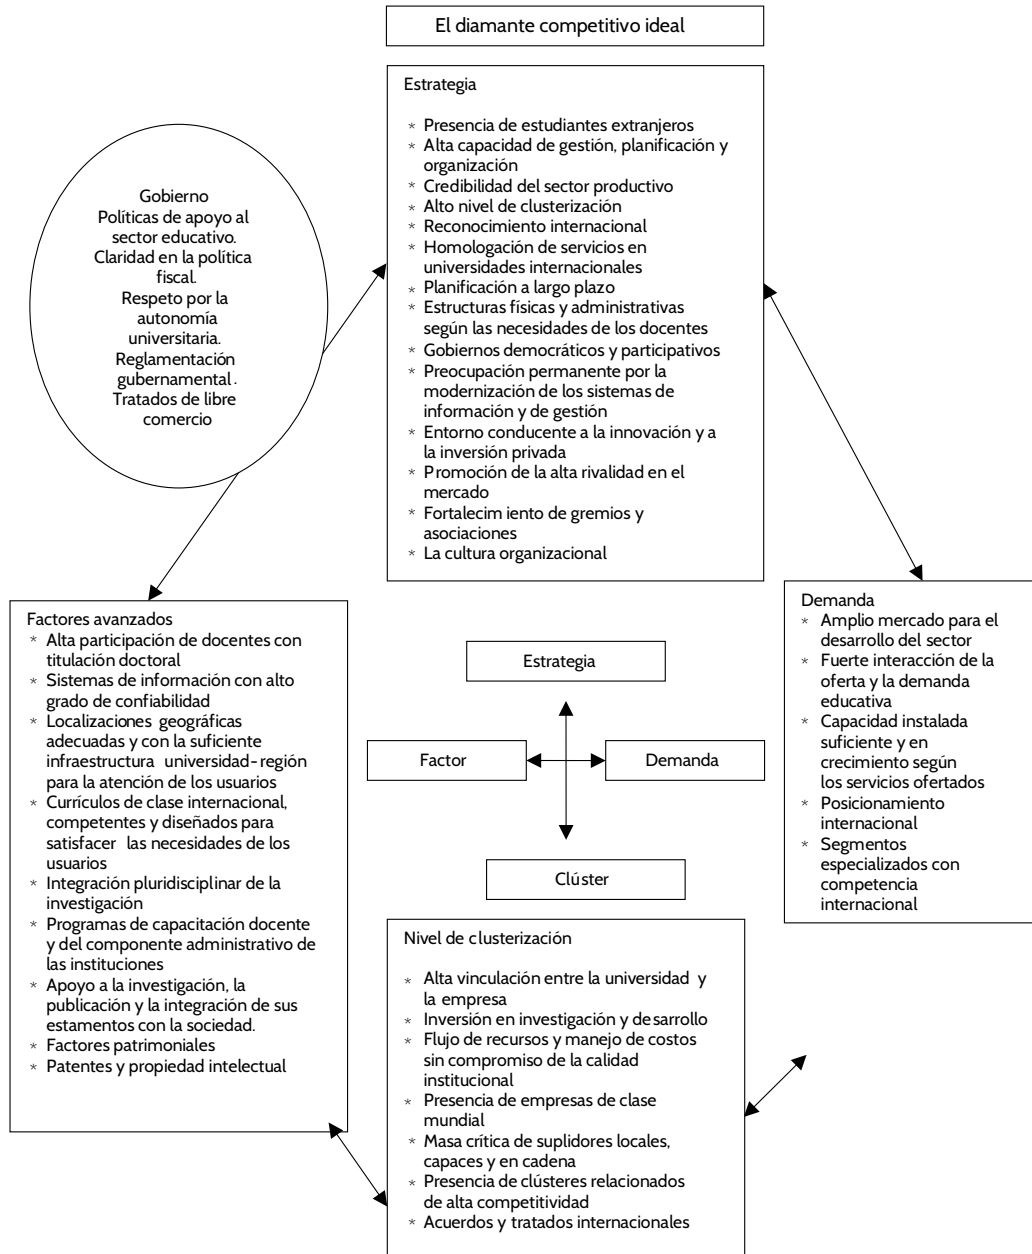 El diamante competitivo ideal
Estrategia
* Presencia de estudiantes extranjeros
* Alta capacidad de gestión, planificación y
organización
* Credibilidad del sector productivo
* Alto nivel de clusterización
* Reconocimiento internacional
* Homologación de servicios en
universidades internacionales
* Planificación a largo plazo
* Estructuras físicas y administrativas
según las necesidades de los docentes
* Gobiernos democráticos y participativos
* Preocupación permanente por la
modernización de los sistemas de
información y de gestión
* Entorno conducente a la innovación y a
la inversión privada
* Promoción de la alta rivalidad en el
mercado
* Fortalecim iento de gremios y
asociaciones
* La cultura organizacional
Gobierno
Políticas de apoyo al
sector educativo.
Claridad en la política
fiscal.
Respeto por la
autonomía
universitaria.
Reglamentación
gubernamental.
Tratados de libre
comercio
Factores avanzados
* Alta participación de docentes con
titulación doctoral
* Sistemas de información con alto
grado de confiabilidad
* Localizaciones geográficas
adecuadas y con la suficiente
infraestructura universidad-región
para la atención de los usuarios
* Currículos de clase internacional,
competentes y diseñados para
satisfacer las necesidades de los
usuarios
* Integración pluridisciplinar de la
investigación
* Programas de capacitación docente
y del componente administrativo de
las instituciones
* Apoyo a la investigación, la
publicación y la integración de sus
estamentos con la sociedad.
* Factores patrimoniales
* Patentes y propiedad intelectual
Estrategia
Factor
Demanda
Clúster
Demanda
* Amplio mercado para el
desarrollo del sector
* Fuerte interacción de la
oferta y la demanda
educativa
* Capacidad instalada
suficiente y en
crecimiento según
los servicios ofertados
* Posicionamiento
internacional
* Segmentos
especializados con
competencia
internacional
Nivel de clusterización
* Alta vinculación entre la universidad y
la empresa
* Inversión en investigación y desarrollo
* Flujo de recursos y manejo de costos
sin compromiso de la calidad
institucional
* Presencia de empresas de clase
mundial
* Masa crítica de suplidores locales,
capaces y en cadena
* Presencia de clústeres relacionados
de alta competitividad
* Acuerdos y tratados internacionales